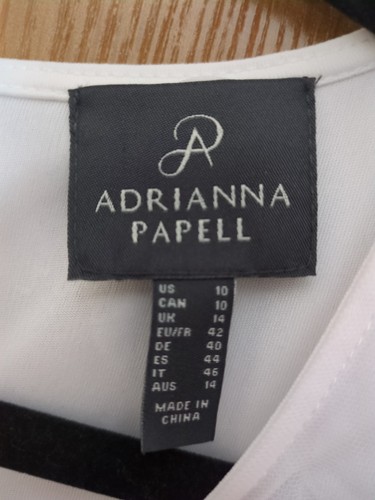 ADRIANNA
PAPELL
US 10
CAN 10
UK 14
EU/FR 42
DE 40
ES 44
IT 46
AUS 14
MADE IN
CHINA